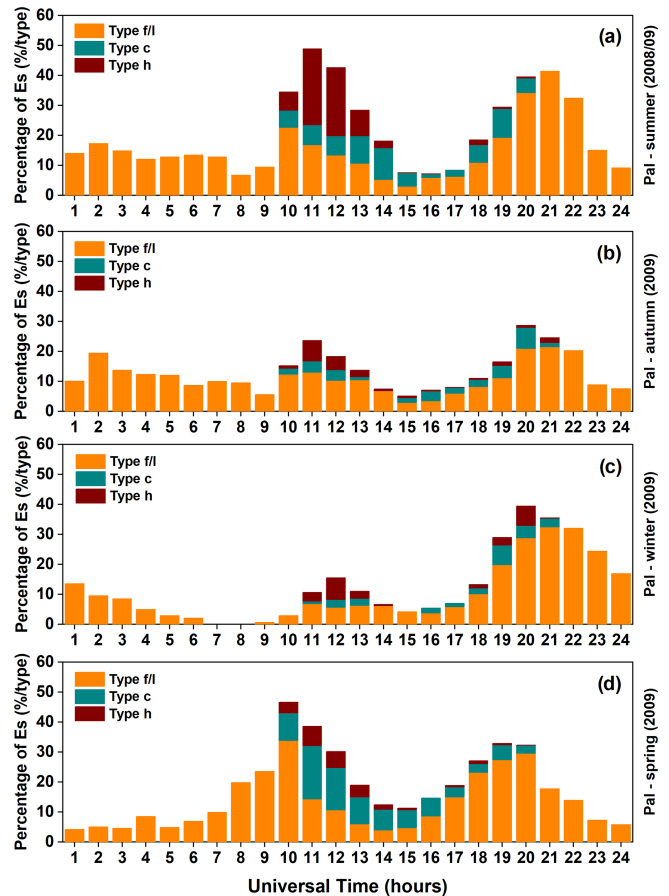 60
50
40
30
20
10
0
Percentage of Es (%/type)
Type f/l
Type c
Type h
(a)
Pal - summer (2008/09)
1 2 3 4 5 6 7 8 9 10 11 12 13 14 15 16 17 18 19 20 21 22 23 24
60
50
40
30
20
10
0
Percentage of Es (%/type)
Type f/l
Type c
Type h
(b)
Pal - autumn (2009)
1 2 3 4 5 6 7 8 9 10 11 12 13 14 15 16 17 18 19 20 21 22 23 24
60
50
40
30
20
10
0
Percentage of Es (%/type)
Type f/l
Type c
Type h
(c)
Pal - winter (2009)
1 2 3 4 5 6 7 8 9 10 11 12 13 14 15 16 17 18 19 20 21 22 23 24
60
50
40
30
20
10
0
Percentage of Es (%/type)
Type f/l
Type c
Type h
(d)
Pal - spring (2009)
1 2 3 4 5 6 7 8 9 10 11 12 13 14 15 16 17 18 19 20 21 22 23 24
Universal Time (hours)